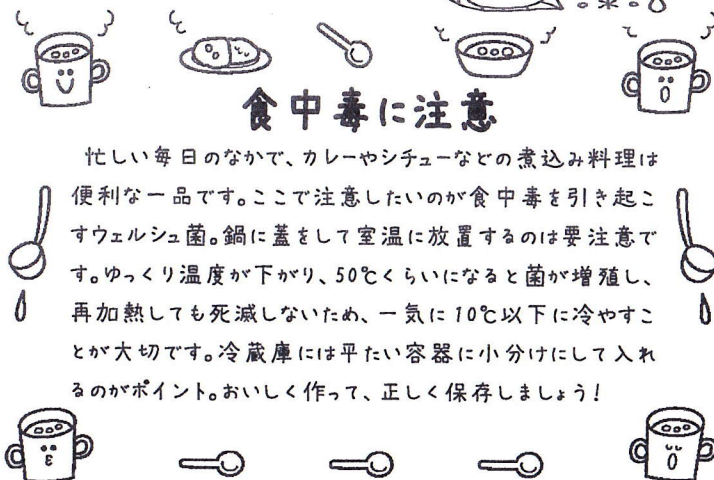 食中毒に注意
忙しい毎日のなかで、カレーやシチューなどの煮込み料理は
便利な一品です。ここで注意したいのが食中毒を引き起こ
すウェルシュ菌。鍋に蓋をして室温に放置するのは要注意で
す。ゆっくり温度が下がり、50℃くらいになると菌が増殖し、
再加熱しても死滅しないため、一気に10℃以下に冷やすこ
とが大切です。冷蔵庫には平たい容器に小分けにして入れ
るのがポイント。おいしく作って、正しく保存しましょう!